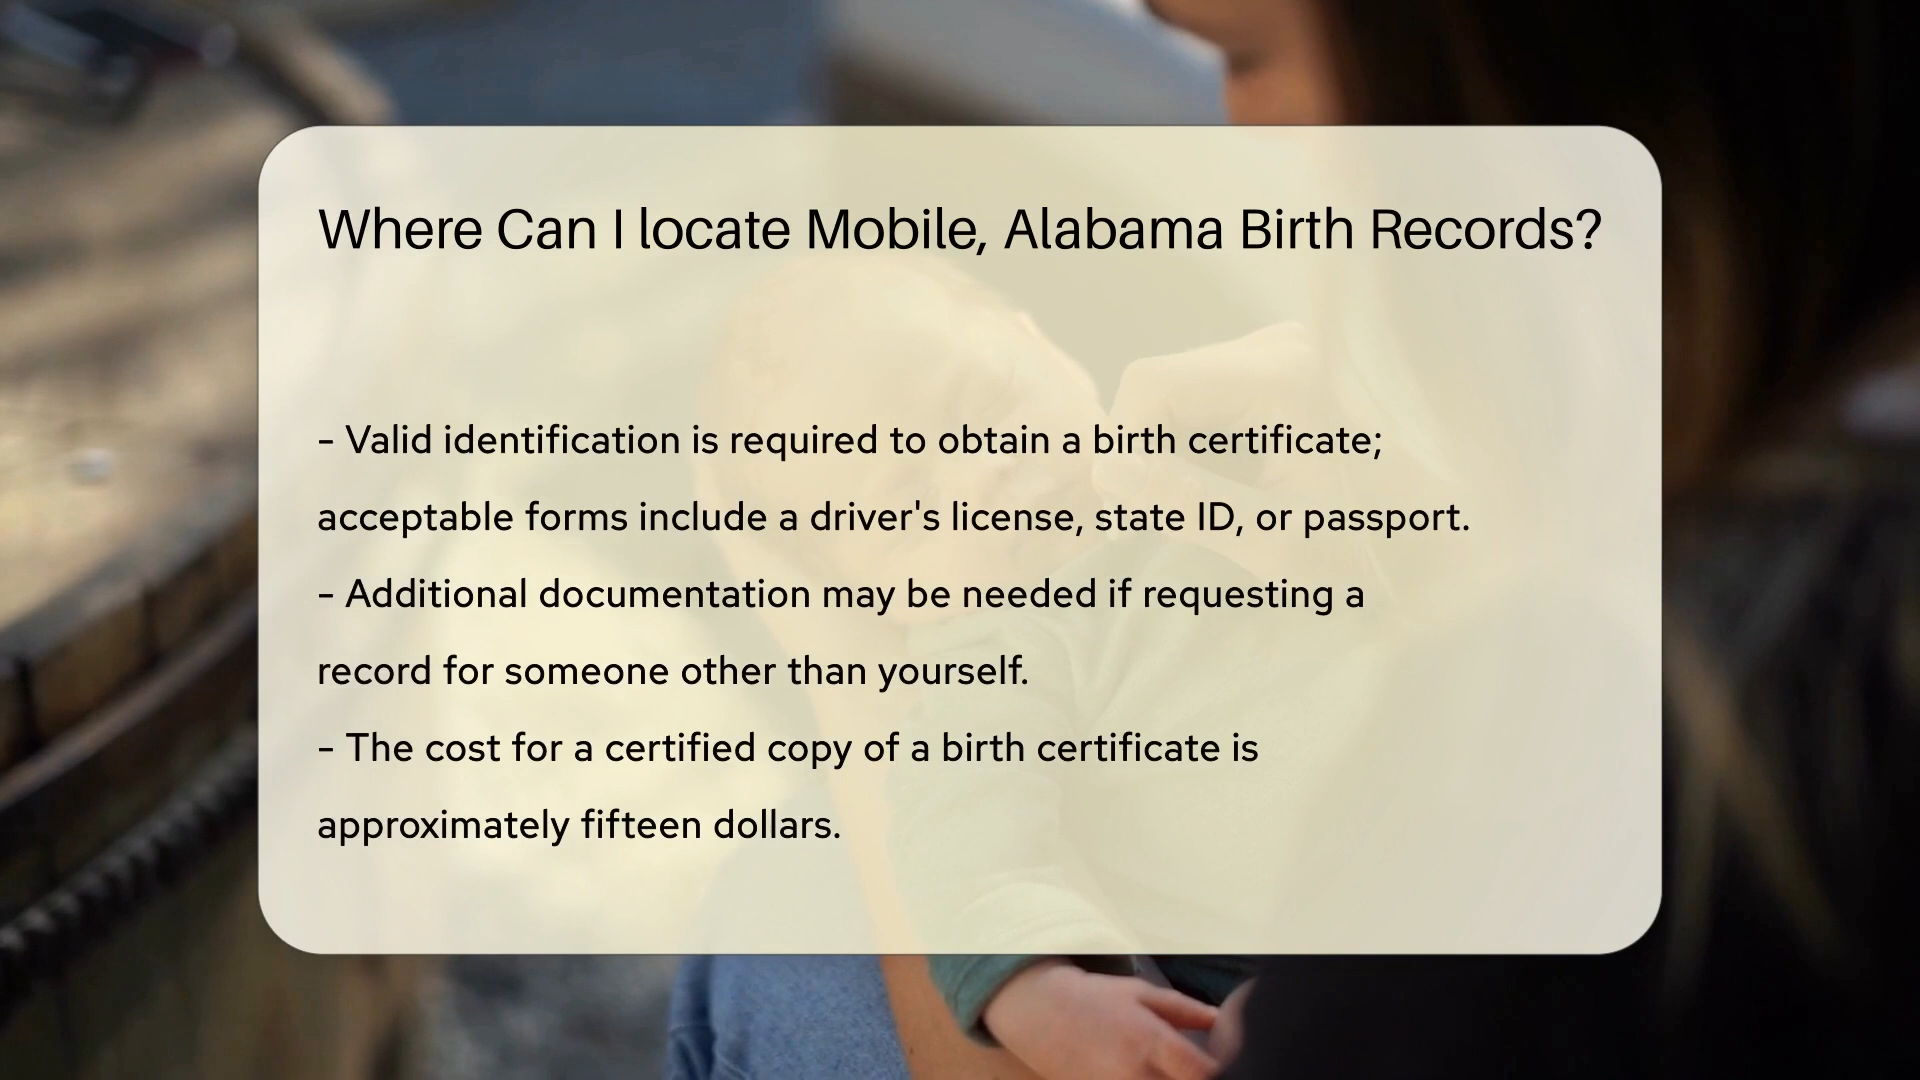 Where Can I locate Mobile, Alabama Birth Records?
– Valid identification is required to obtain a birth certificate;
acceptable forms include a driver's license, state ID, or passport.
– Additional documentation may be needed if requesting a
record for someone other than yourself.
– The cost for a certified copy of a birth certificate is
approximately fifteen dollars.